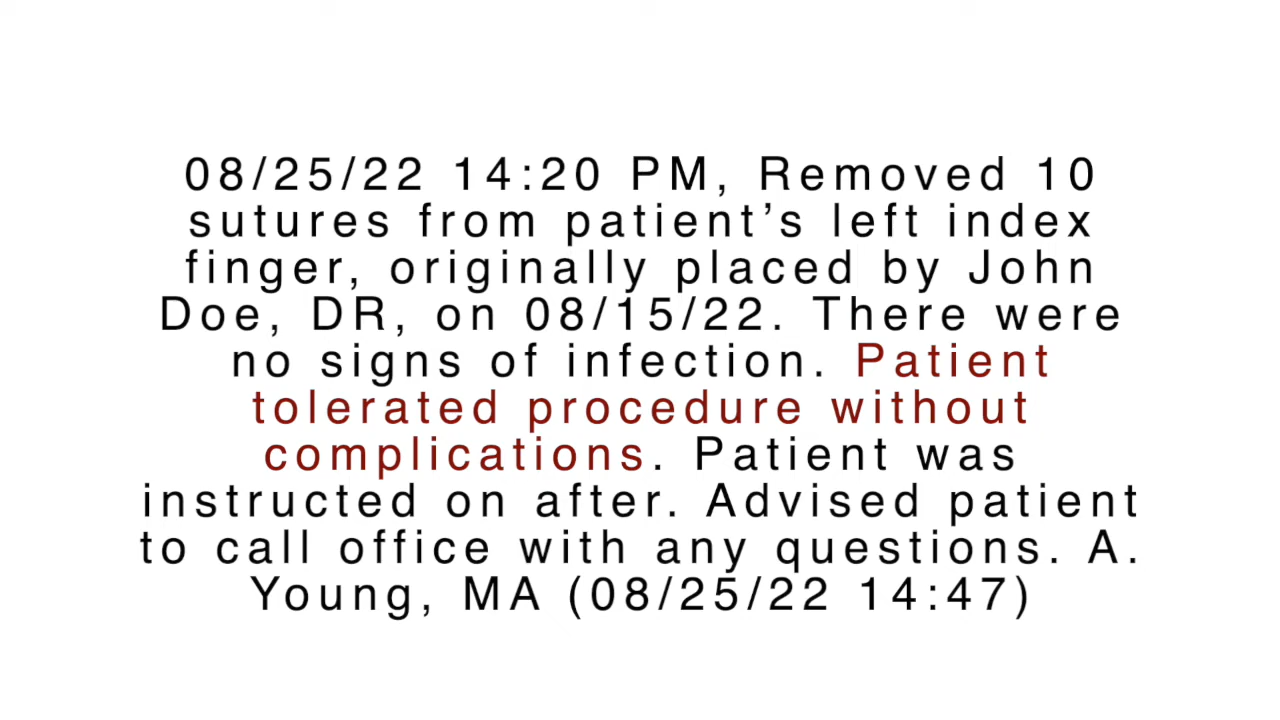 08/25/22 14:20 PM, Removed 10
sutures from patient’s left index
finger, originally placed by John
Doe, DR, on 08/15/22. There were
no signs of infection. Patient
tolerated procedure without
complications. Patient was
instructed on after. Advised patient
to call office with any questions. A.
Young, MA (08/25/22 14:47)